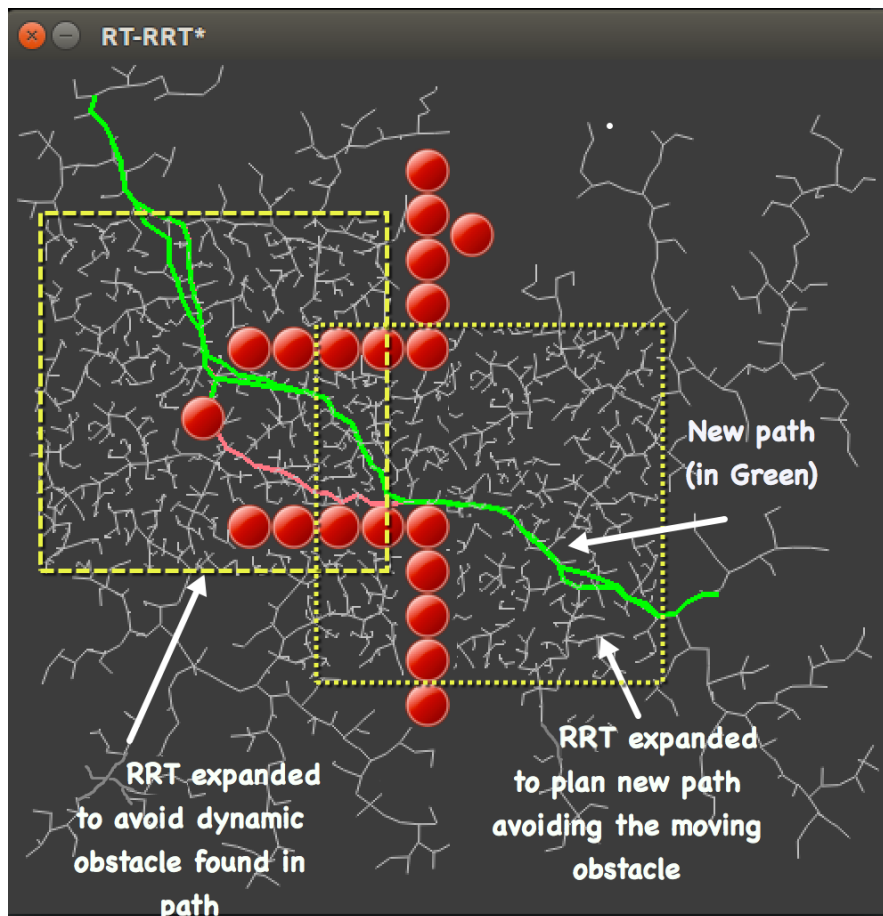 RT-RRT*
New path
(in Green)
RRT expanded
to plan new path
avoiding the moving
obstacle
RRT expanded
to avoid dynamic
obstacle found in
path